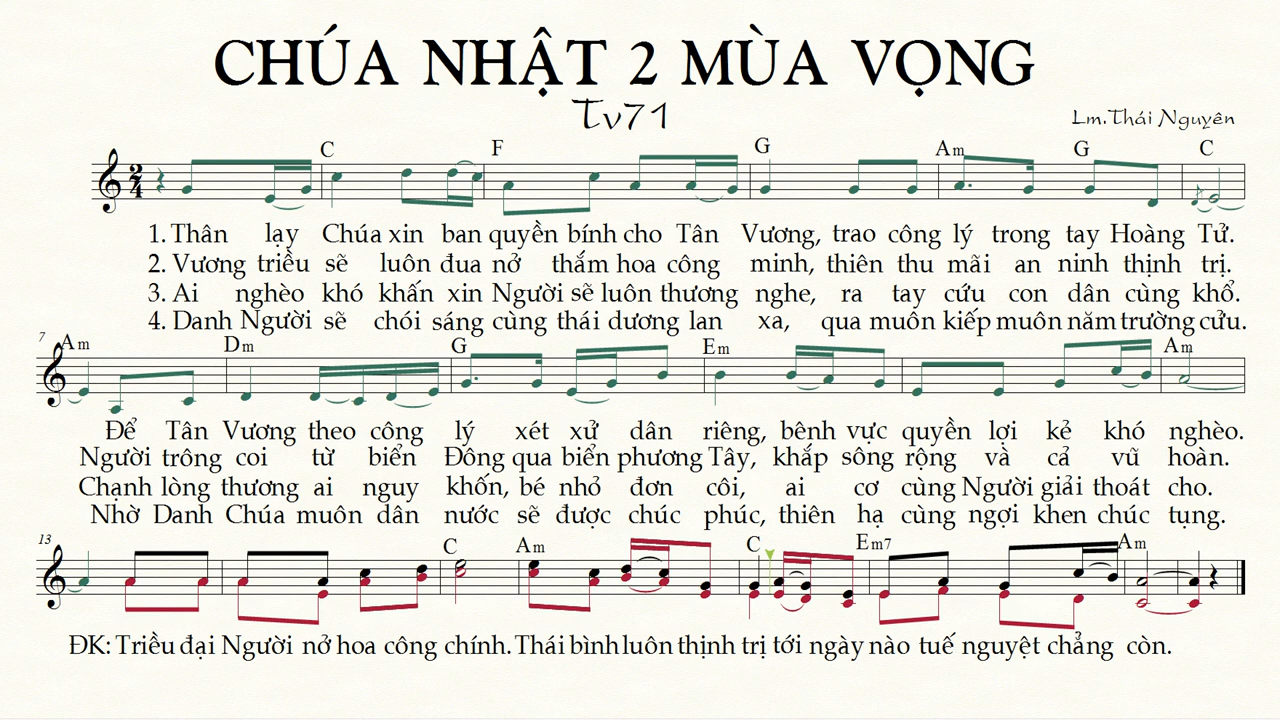 CHÚA NHẬT 2 MÙA VỌNG
Tv71
Lm.Thái Nguyên
C F G Am G C
2
4
1. Thân lạy Chúa xin ban quyền bính cho Tân Vương, trao công lý trong tay Hoàng Tử.
2. Vương triều sẽ luôn đua nở thắm hoa công minh, thiên thu mãi an ninh thịnh trị.
3. Ai nghèo khó khấn xin Người sẽ luôn thương nghe, ra tay cứu con dân cùng khổ.
4. Danh Người sẽ chói sáng cùng thái dương lan xa, qua muôn kiếp muôn năm trường cửu.
7 Am Dm G Em Am
Để Tân Vương theo công lý xét xử dân riêng, bênh vực quyền lợi kẻ khó nghèo.
Người trông coi từ biển Đông qua biển phương Tây, khắp sông rộng và cả vũ hoàn.
Chạnh lòng thương ai nguy khốn, bé nhỏ đơn côi, ai cơ cùng Người giải thoát cho.
Nhờ Danh Chúa muôn dân nước sẽ được chúc phúc, thiên hạ cùng ngợi khen chúc tụng.
13 C Am C Em7 Am
ĐK: Triều đại Người nở hoa công chính. Thái bình luôn thịnh trị tới ngày nào tuế nguyệt chẳng còn.